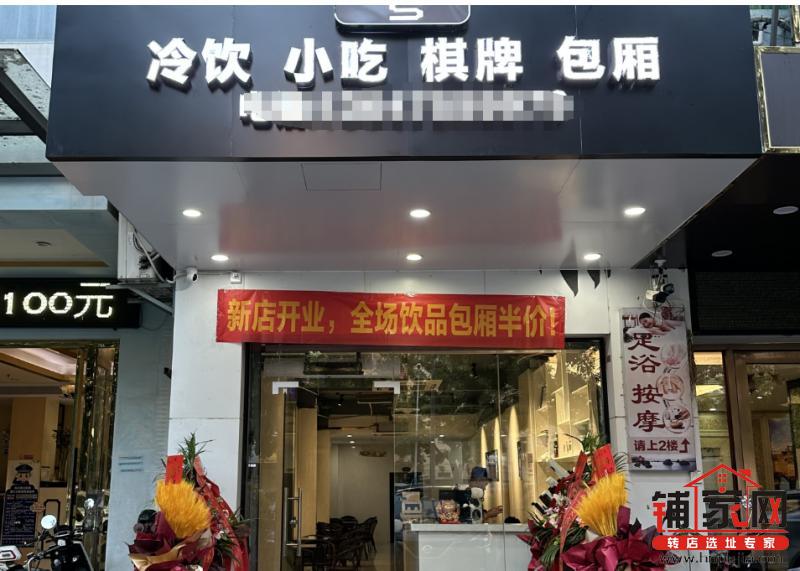 S
冷饮 小吃 棋牌 包厢
100元
新店开业，全场饮品包厢半价!
足浴
按摩
请上2楼
铺家网
转店选址专家